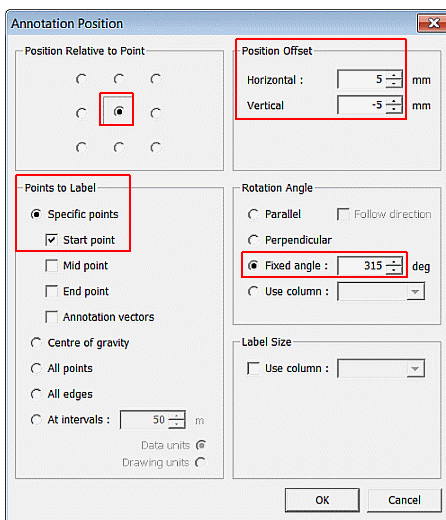 Annotation Position
Position Relative to Point
Position Offset
Horizontal : 5 mm
Vertical -5 mm
Points to Label
Specific points
Start point
Mid point
End point
Annotation vectors
Centre of gravity
All points
All edges
At intervals : 50 m
Data units
Drawing units
Rotation Angle
Parallel Follow direction
Perpendicular
Fixed angle : 315 deg
Use column :
Label Size
Use column :
OK Cancel